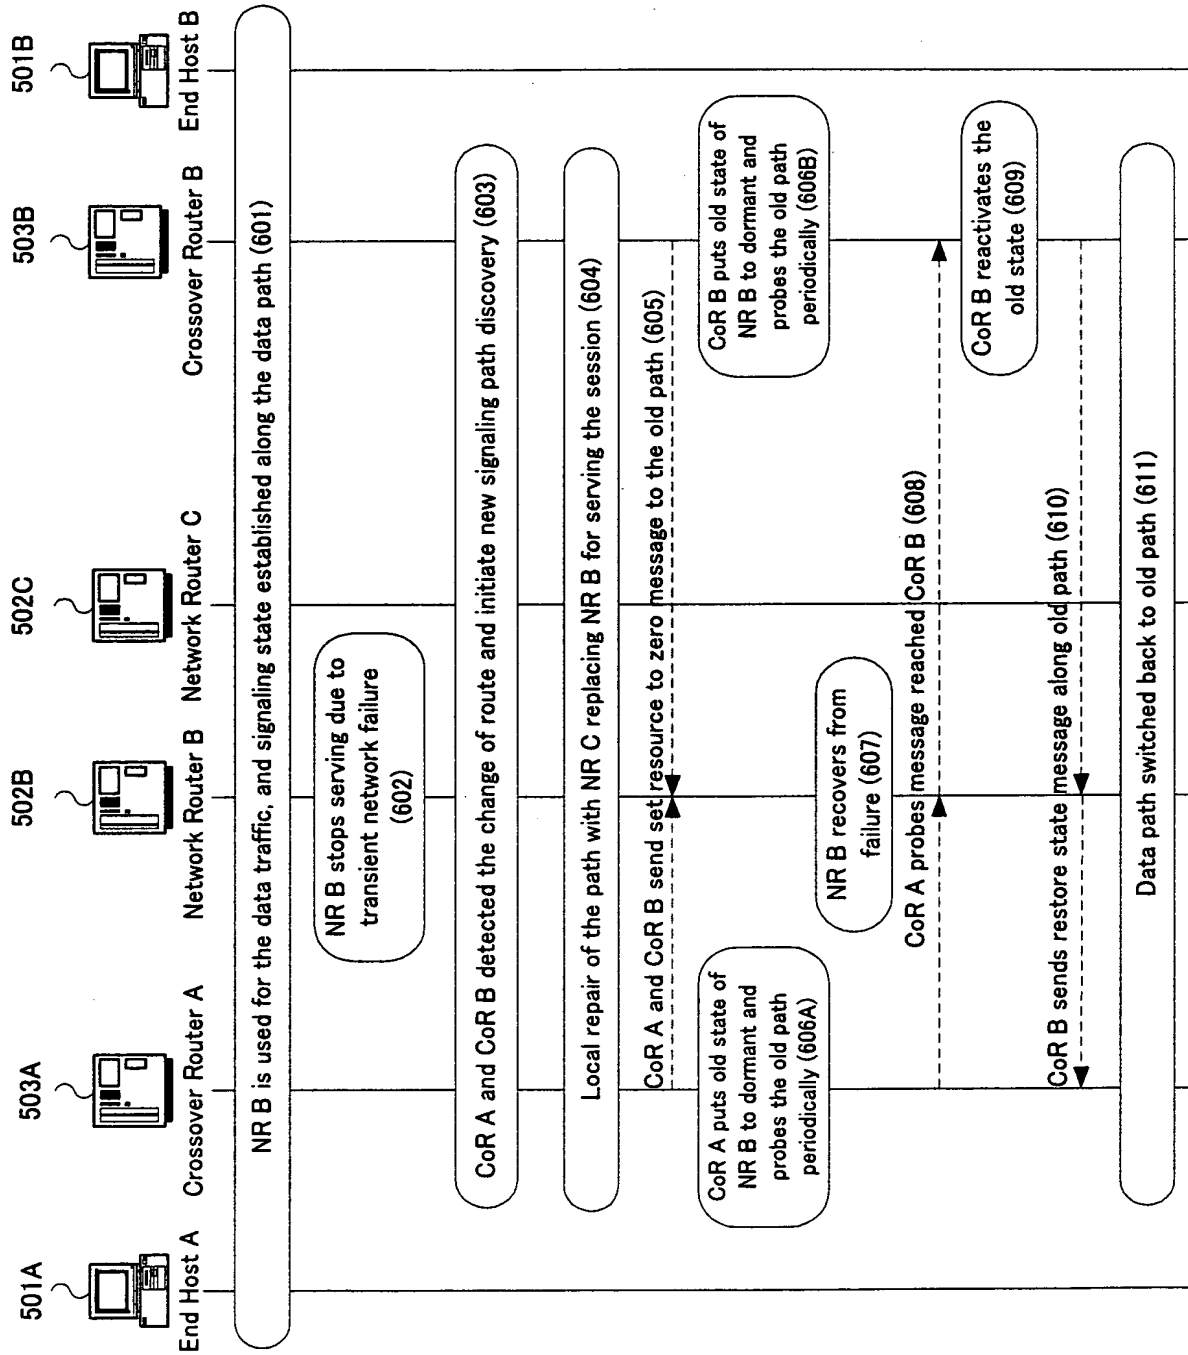 501A
503A
502B
502C
503B
501B
End Host A
Crossover Router A
Network Router B
Network Router C
Crossover Router B
End Host B
NR B is used for the data traffic, and signaling state established along the data path (601)
NR B stops serving due to
transient network failure
(602)
CoR A and CoR B detected the change of route and initiate new signaling path discovery (603)
Local repair of the path with NR C replacing NR B for serving the session (604)
CoR A and CoR B send set resource to zero message to the old path (605)
CoR A puts old state of
NR B to dormant and
probes the old path
periodically (606A)
CoR B puts old state of
NR B to dormant and
probes the old path
periodically (606B)
NR B recovers from
failure (607)
CoR A probes message reached CoR B (608)
CoR B reactivates the
old state (609)
CoR B sends restore state message along old path (610)
Data path switched back to old path (611)